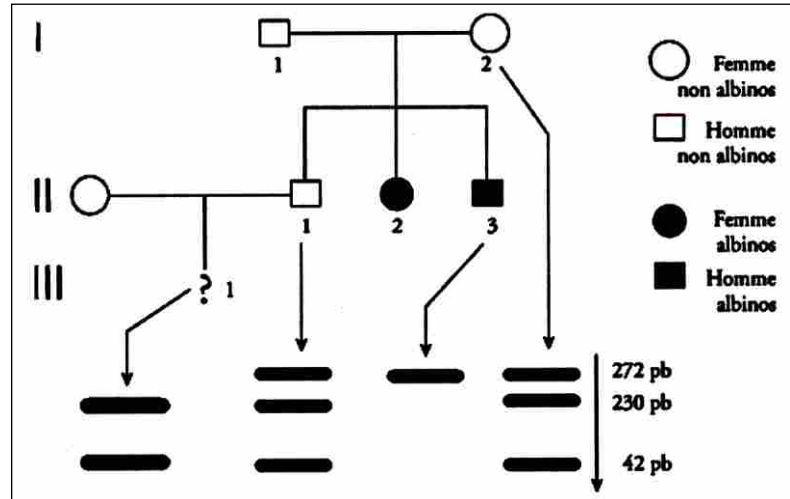 I
1
2
Femme
non albinos
Homme
non albinos
II
1
2
3
Femme
albinos
Homme
albinos
III
? 1
272 pb
230 pb
42 pb